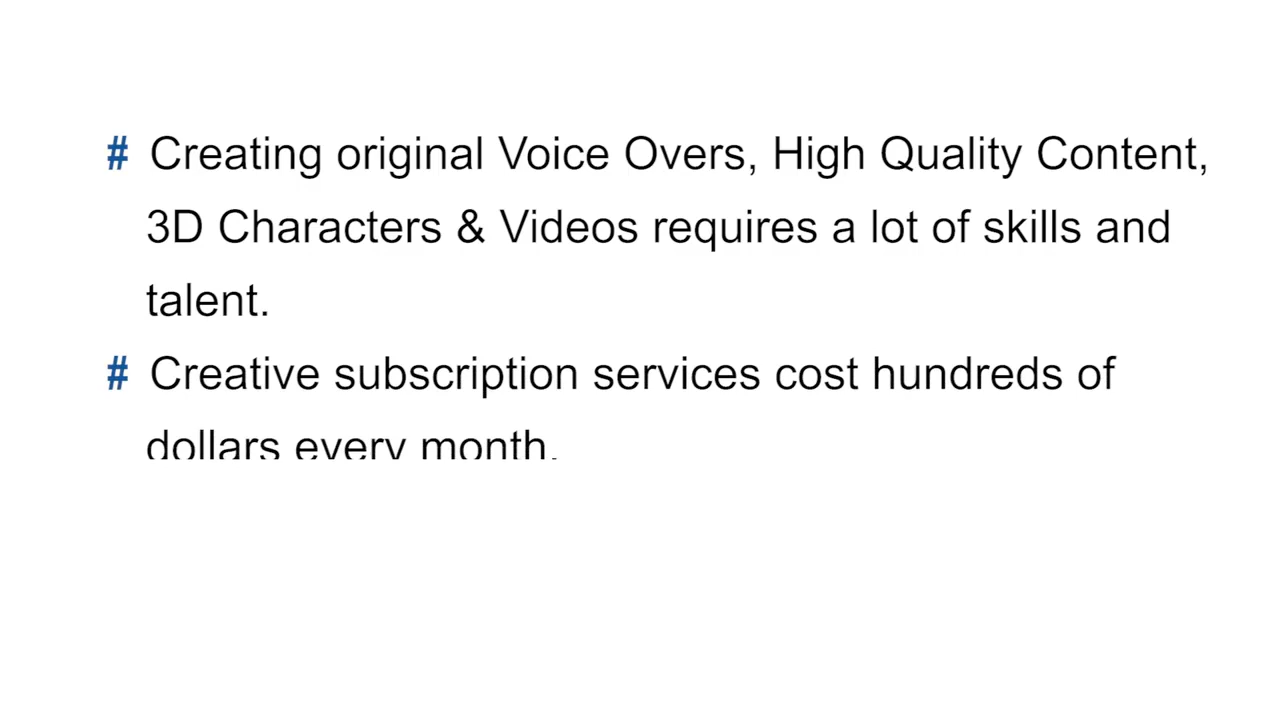 # Creating original Voice Overs, High Quality Content,
3D Characters & Videos requires a lot of skills and
talent.
# Creative subscription services cost hundreds of
dollars every month.